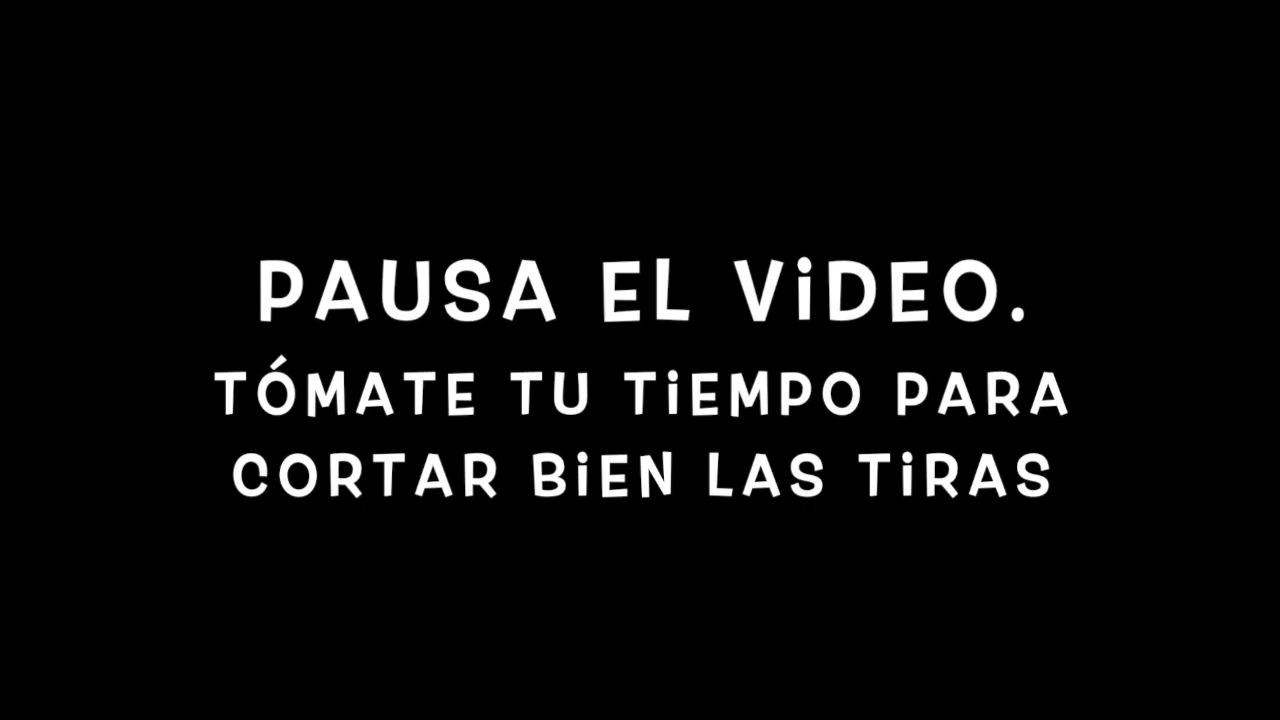 PAUSA EL VIDEO.
TÓMATE TU TIEMPO PARA
CORTAR BIEN LAS TIRAS